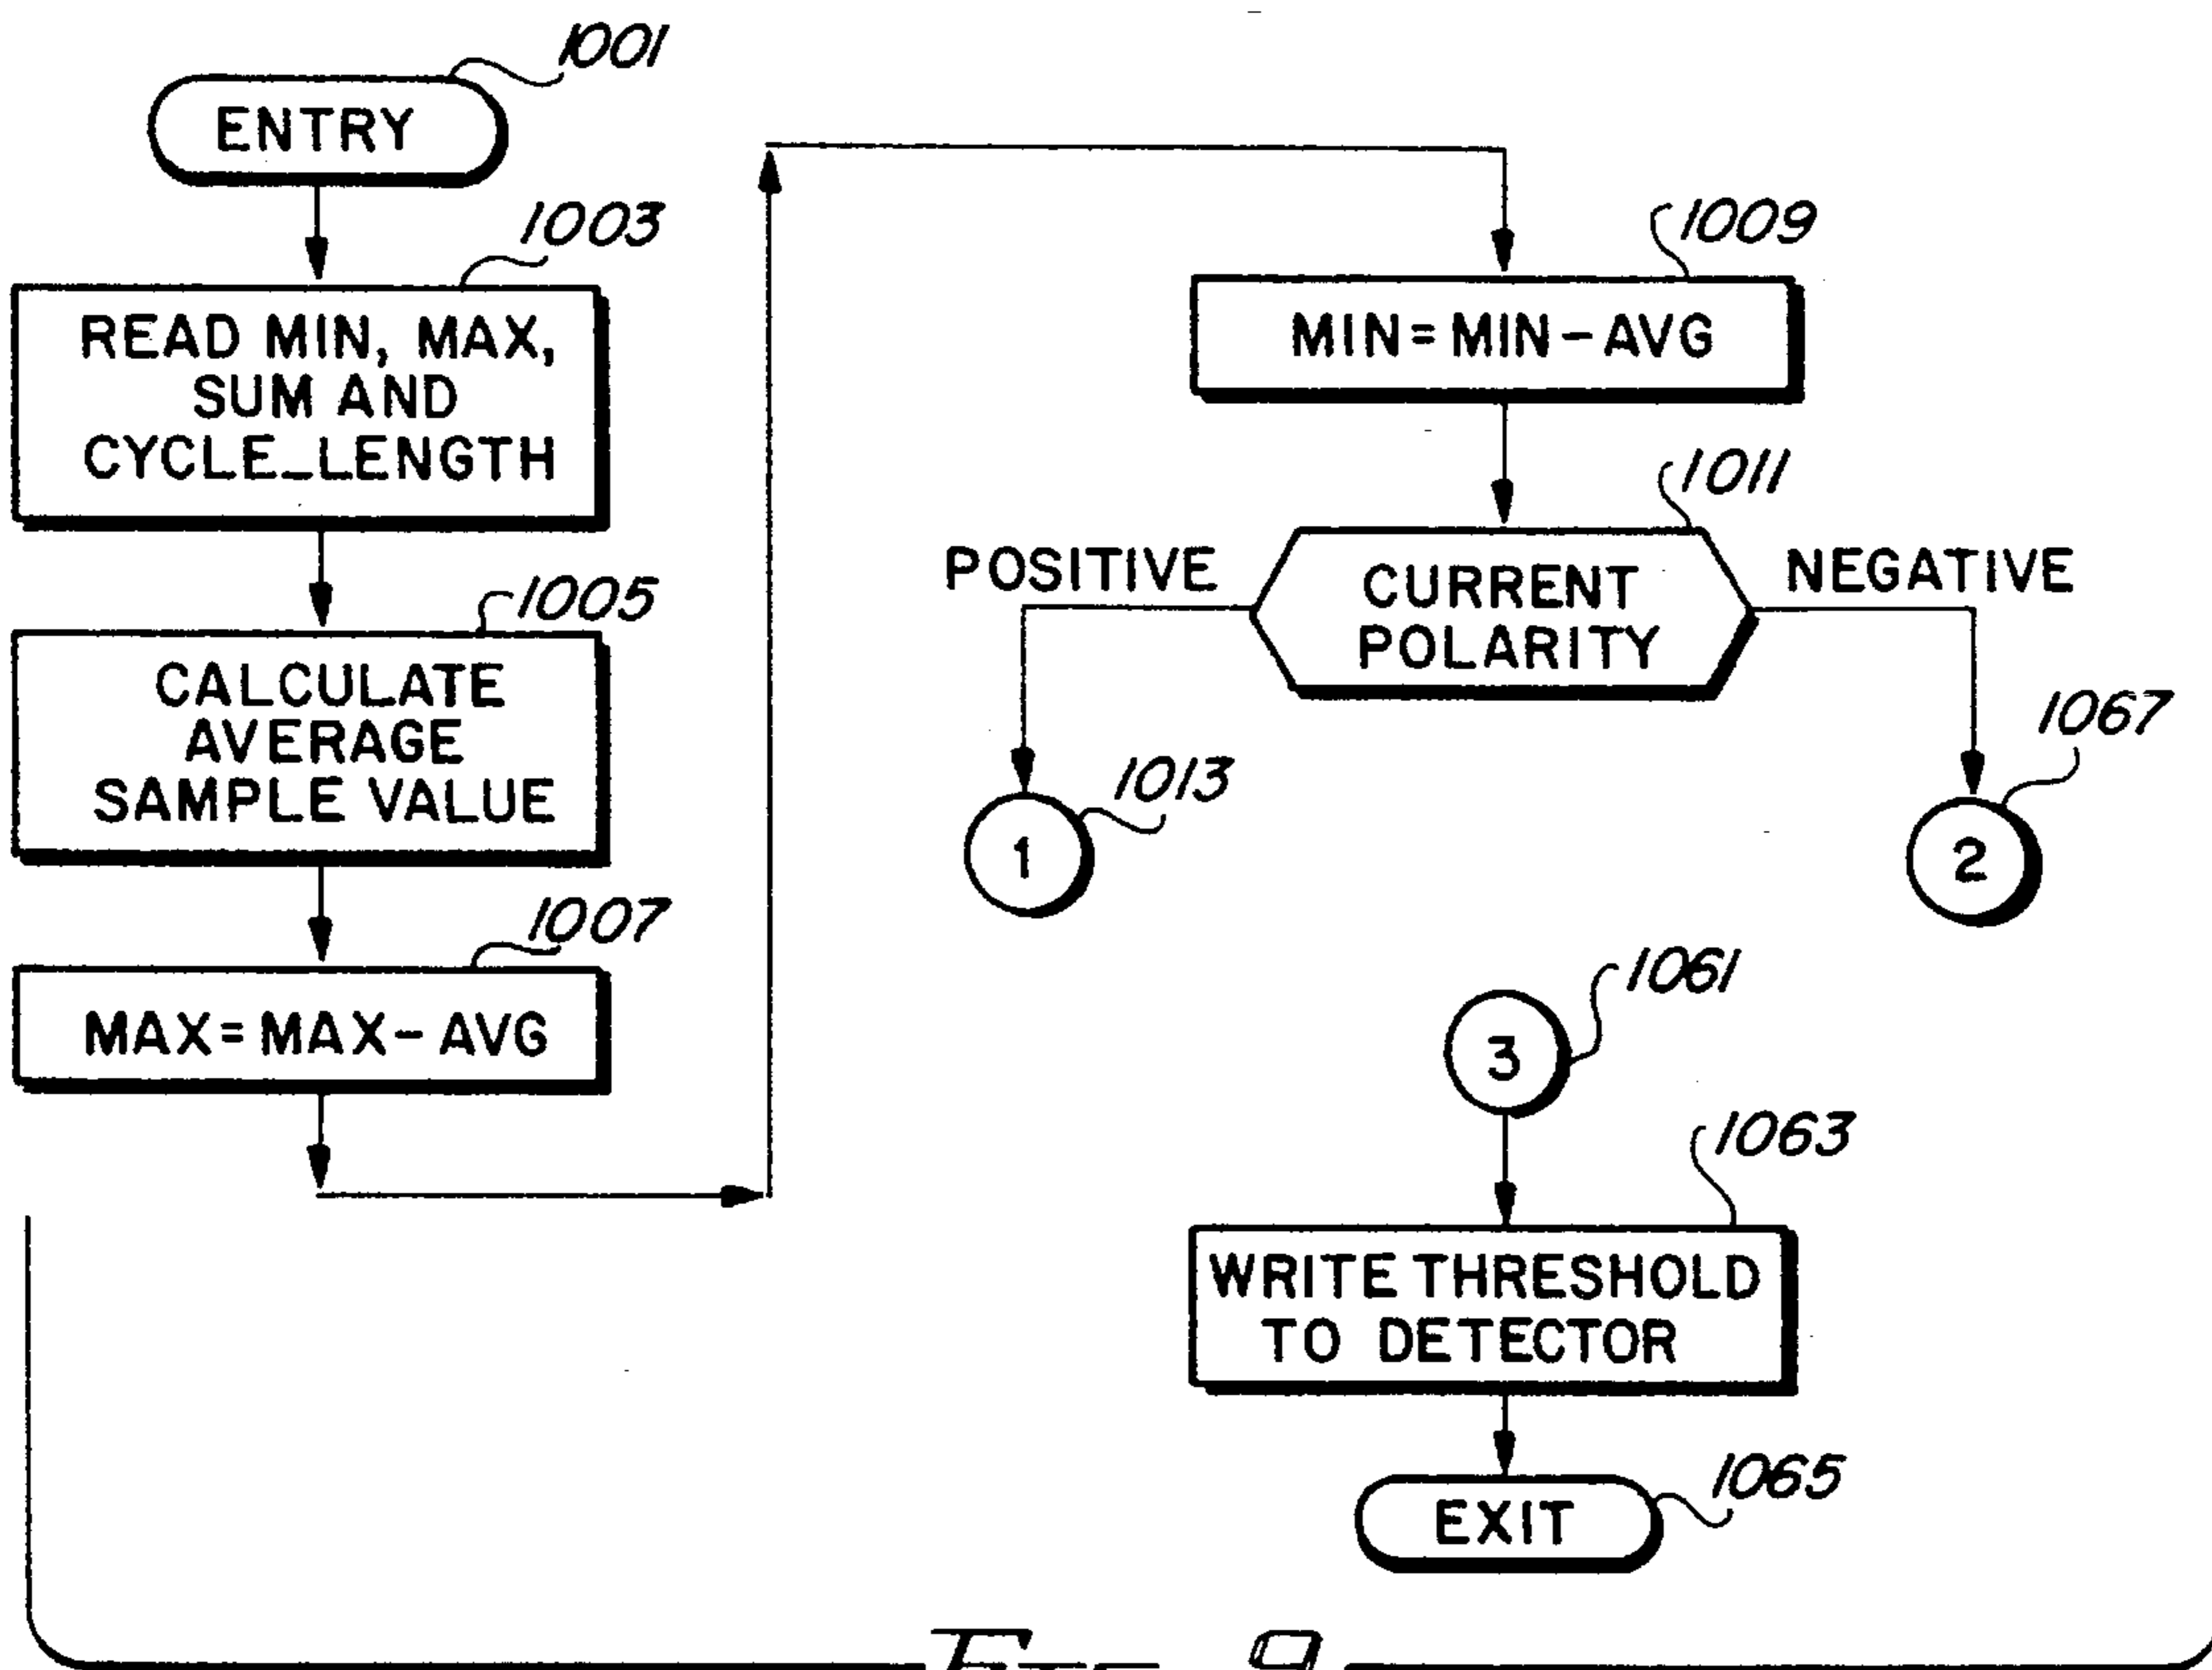 1001
ENTRY
1003
READ MIN, MAX,
SUM AND
CYCLE_LENGTH
1005
CALCULATE
AVERAGE
SAMPLE VALUE
1007
MAX=MAX-AVG
1009
MIN=MIN-AVG
1011
POSITIVE
CURRENT
POLARITY
NEGATIVE
1013
1
1067
2
1061
3
1063
WRITE THRESHOLD
TO DETECTOR
1065
EXIT